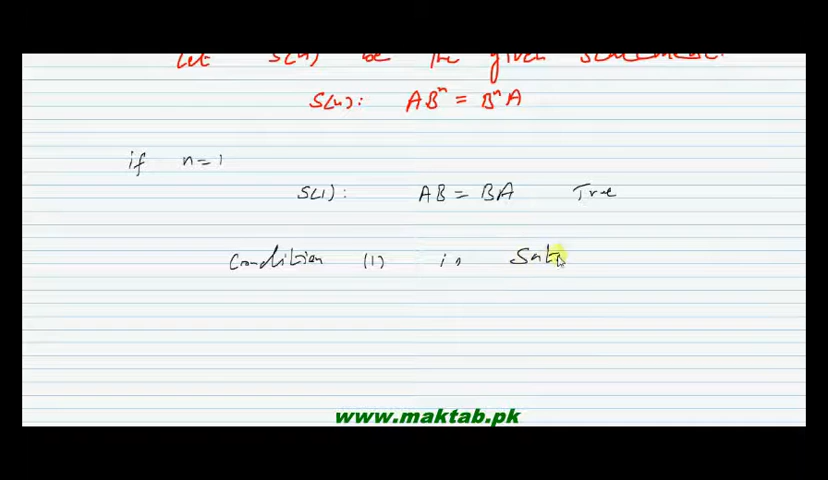 Let S(n) be the given statement.
S(n): ABⁿ = BⁿA
if n=1
S(1): AB = BA True
Condition (1) is Satis
www.maktab.pk